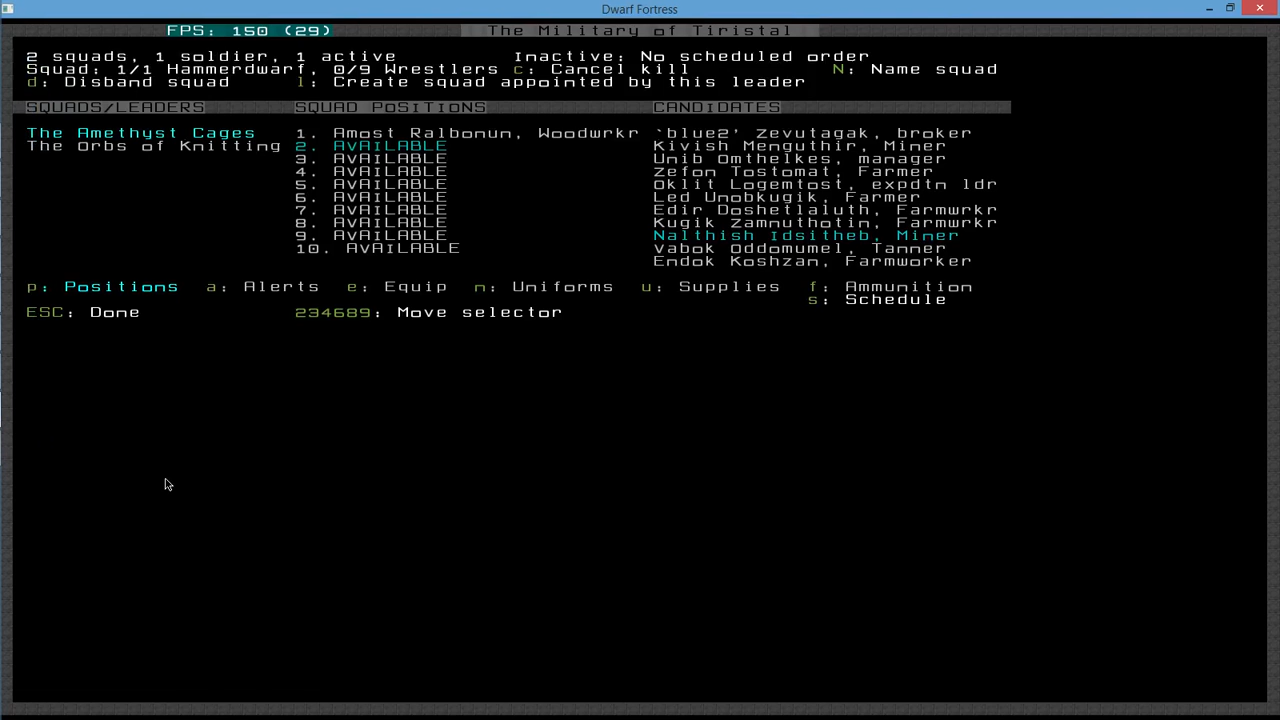 Dwarf Fortress
FPS: 150 (29) The Military of Tiristal
2 squads, 1 soldier, 1 active Inactive: No scheduled order
Squad: 1/1 Hammerdwarf, 0/9 Wrestlers c: Cancel kill N: Name squad
d: Disband squad l: Create squad appointed by this leader
SQUADS/LEADERS SQUAD POSITIONS CANDIDATES
The Amethyst Cages 1. Amost Ralbonun, Woodwrkr `blue2' Zevutagak, broker
The Orbs of Knitting 2. AVAILABLE Kivish Menguthir, Miner
3. AVAILABLE Unib Omthelkes, manager
4. AVAILABLE Zefon Tostomat, Farmer
5. AVAILABLE Oklit Logemtost, expdtn ldr
6. AVAILABLE Led Unobkugik, Farmer
7. AVAILABLE Edir Doshetlaluth, Farmwrkr
8. AVAILABLE Kugik Zamnuthotin, Farmwrkr
9. AVAILABLE Nalthish Idsitheb, Miner
10. AVAILABLE Vabok Oddomumel, Tanner
Endok Koshzan, Farmworker
p: Positions a: Alerts e: Equip n: Uniforms u: Supplies f: Ammunition
s: Schedule
ESC: Done 234689: Move selector